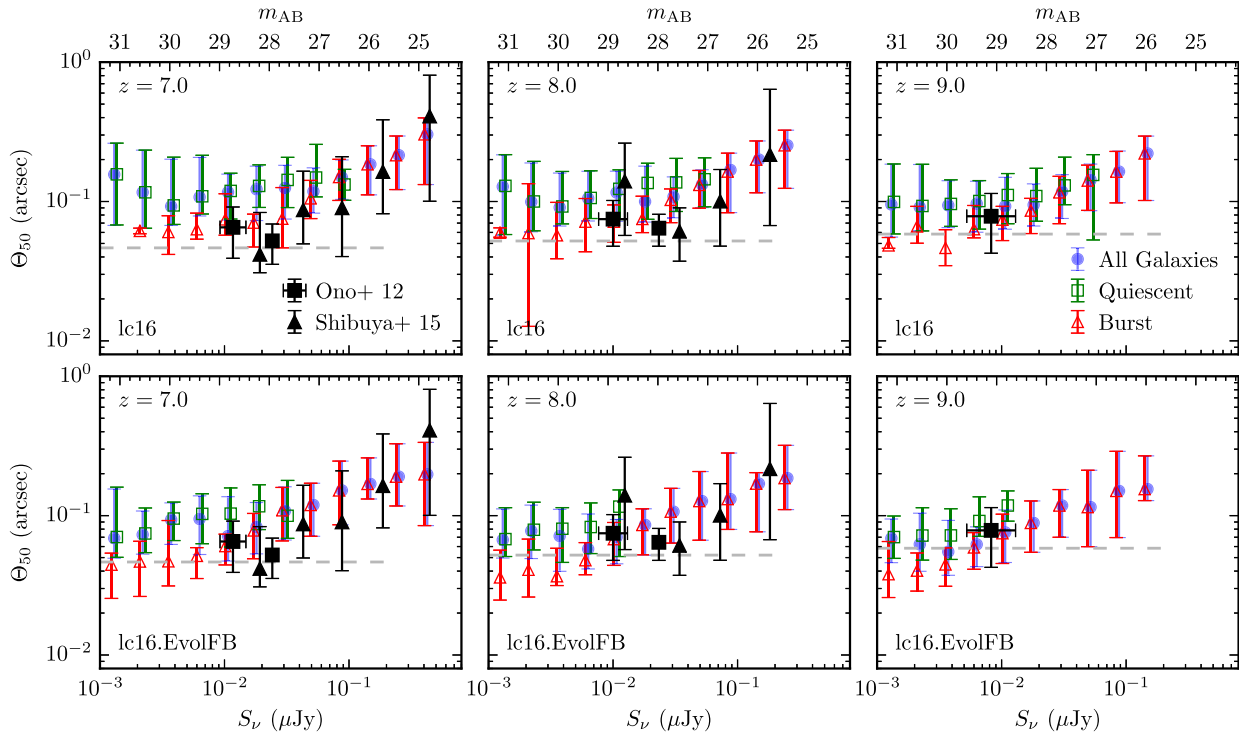 m_AB m_AB m_AB
31 30 29 28 27 26 25 31 30 29 28 27 26 25 31 30 29 28 27 26 25
10^0 z = 7.0 z = 8.0 z = 9.0
Θ_50 (arcsec)
10^−1
Ono+ 12
Shibuya+ 15
All Galaxies
Quiescent
Burst
10^−2 lc16 lc16 lc16
10^0 z = 7.0 z = 8.0 z = 9.0
Θ_50 (arcsec)
10^−1
10^−2 lc16.EvolFB lc16.EvolFB lc16.EvolFB
10^−3 10^−2 10^−1 10^−3 10^−2 10^−1 10^−3 10^−2 10^−1
S_ν (μJy) S_ν (μJy) S_ν (μJy)